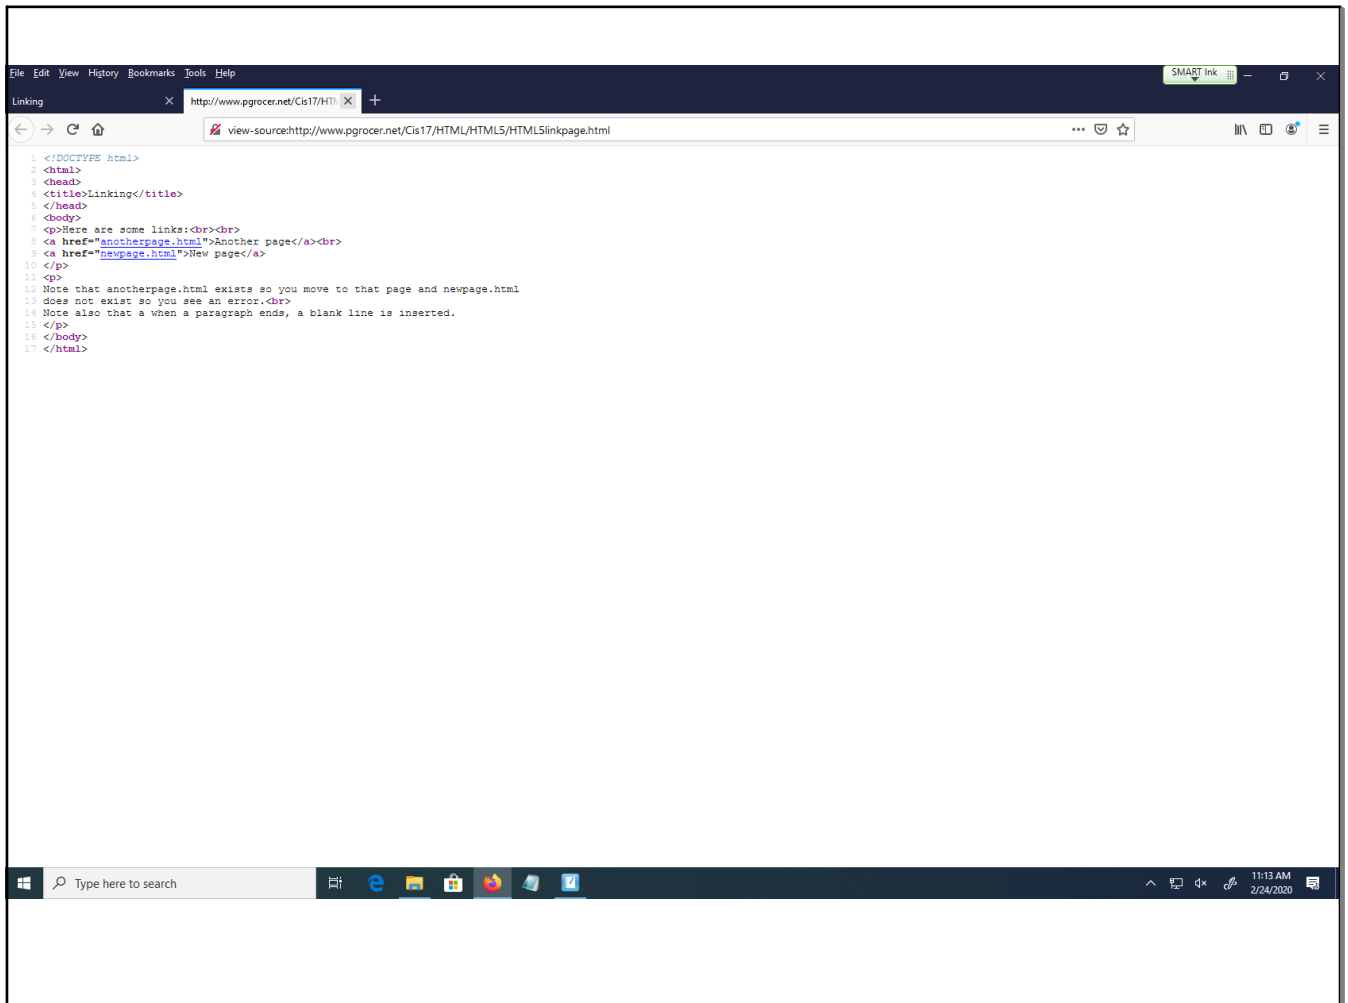 File Edit View History Bookmarks Tools Help
SMART Ink
Linking
http://www.pgrocer.net/Cis17/HTM
view-source:http://www.pgrocer.net/Cis17/HTML/HTML5/HTML5linkpage.html
1 <!DOCTYPE html>
2 <html>
3 <head>
4 <title>Linking</title>
5 </head>
6 <body>
7 <p>Here are some links:<br><br>
8 <a href="anotherpage.html">Another page</a><br>
9 <a href="newpage.html">New page</a>
10 </p>
11 <p>
12 Note that anotherpage.html exists so you move to that page and newpage.html
13 does not exist so you see an error.<br>
14 Note also that a when a paragraph ends, a blank line is inserted.
15 </p>
16 </body>
17 </html>
Type here to search
11:13 AM
2/24/2020